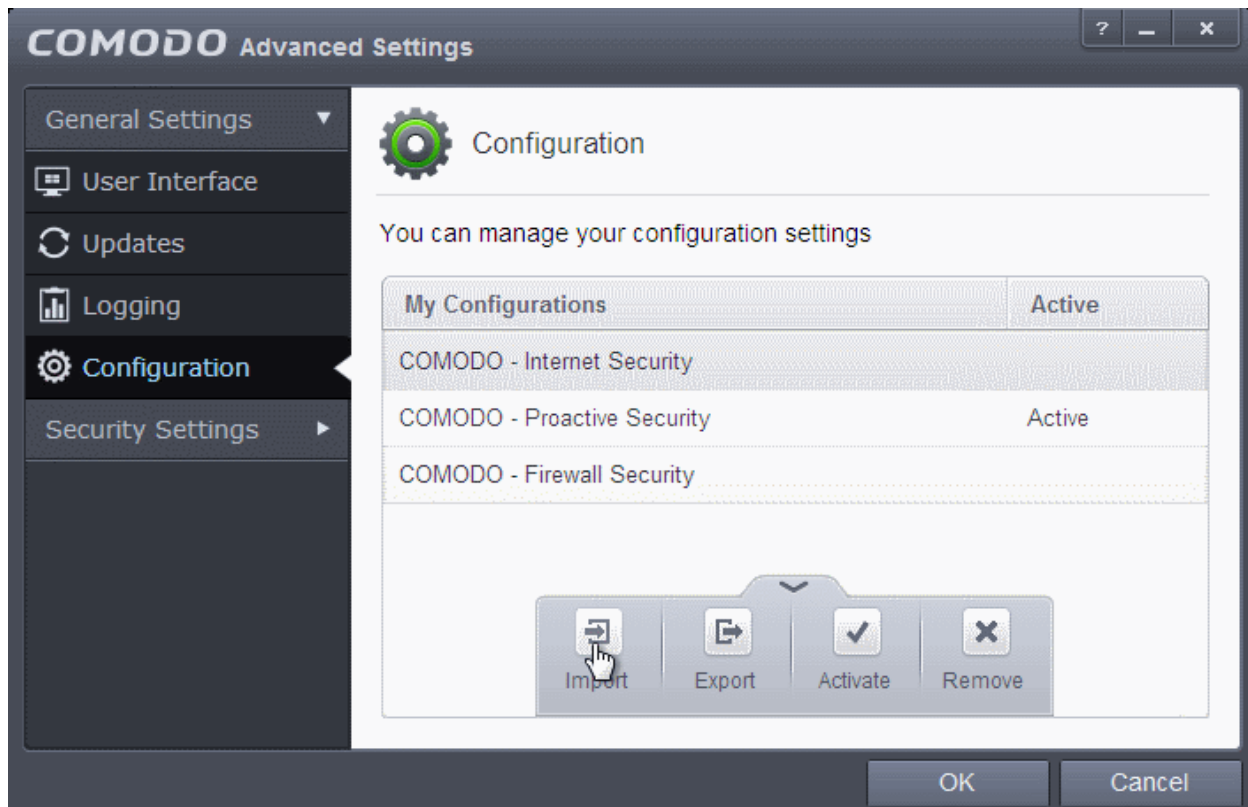 COMODO Advanced Settings
?
General Settings
User Interface
Updates
Logging
Configuration
Security Settings
Configuration
You can manage your configuration settings
My Configurations Active
COMODO - Internet Security
COMODO - Proactive Security Active
COMODO - Firewall Security
Import Export Activate Remove
OK Cancel